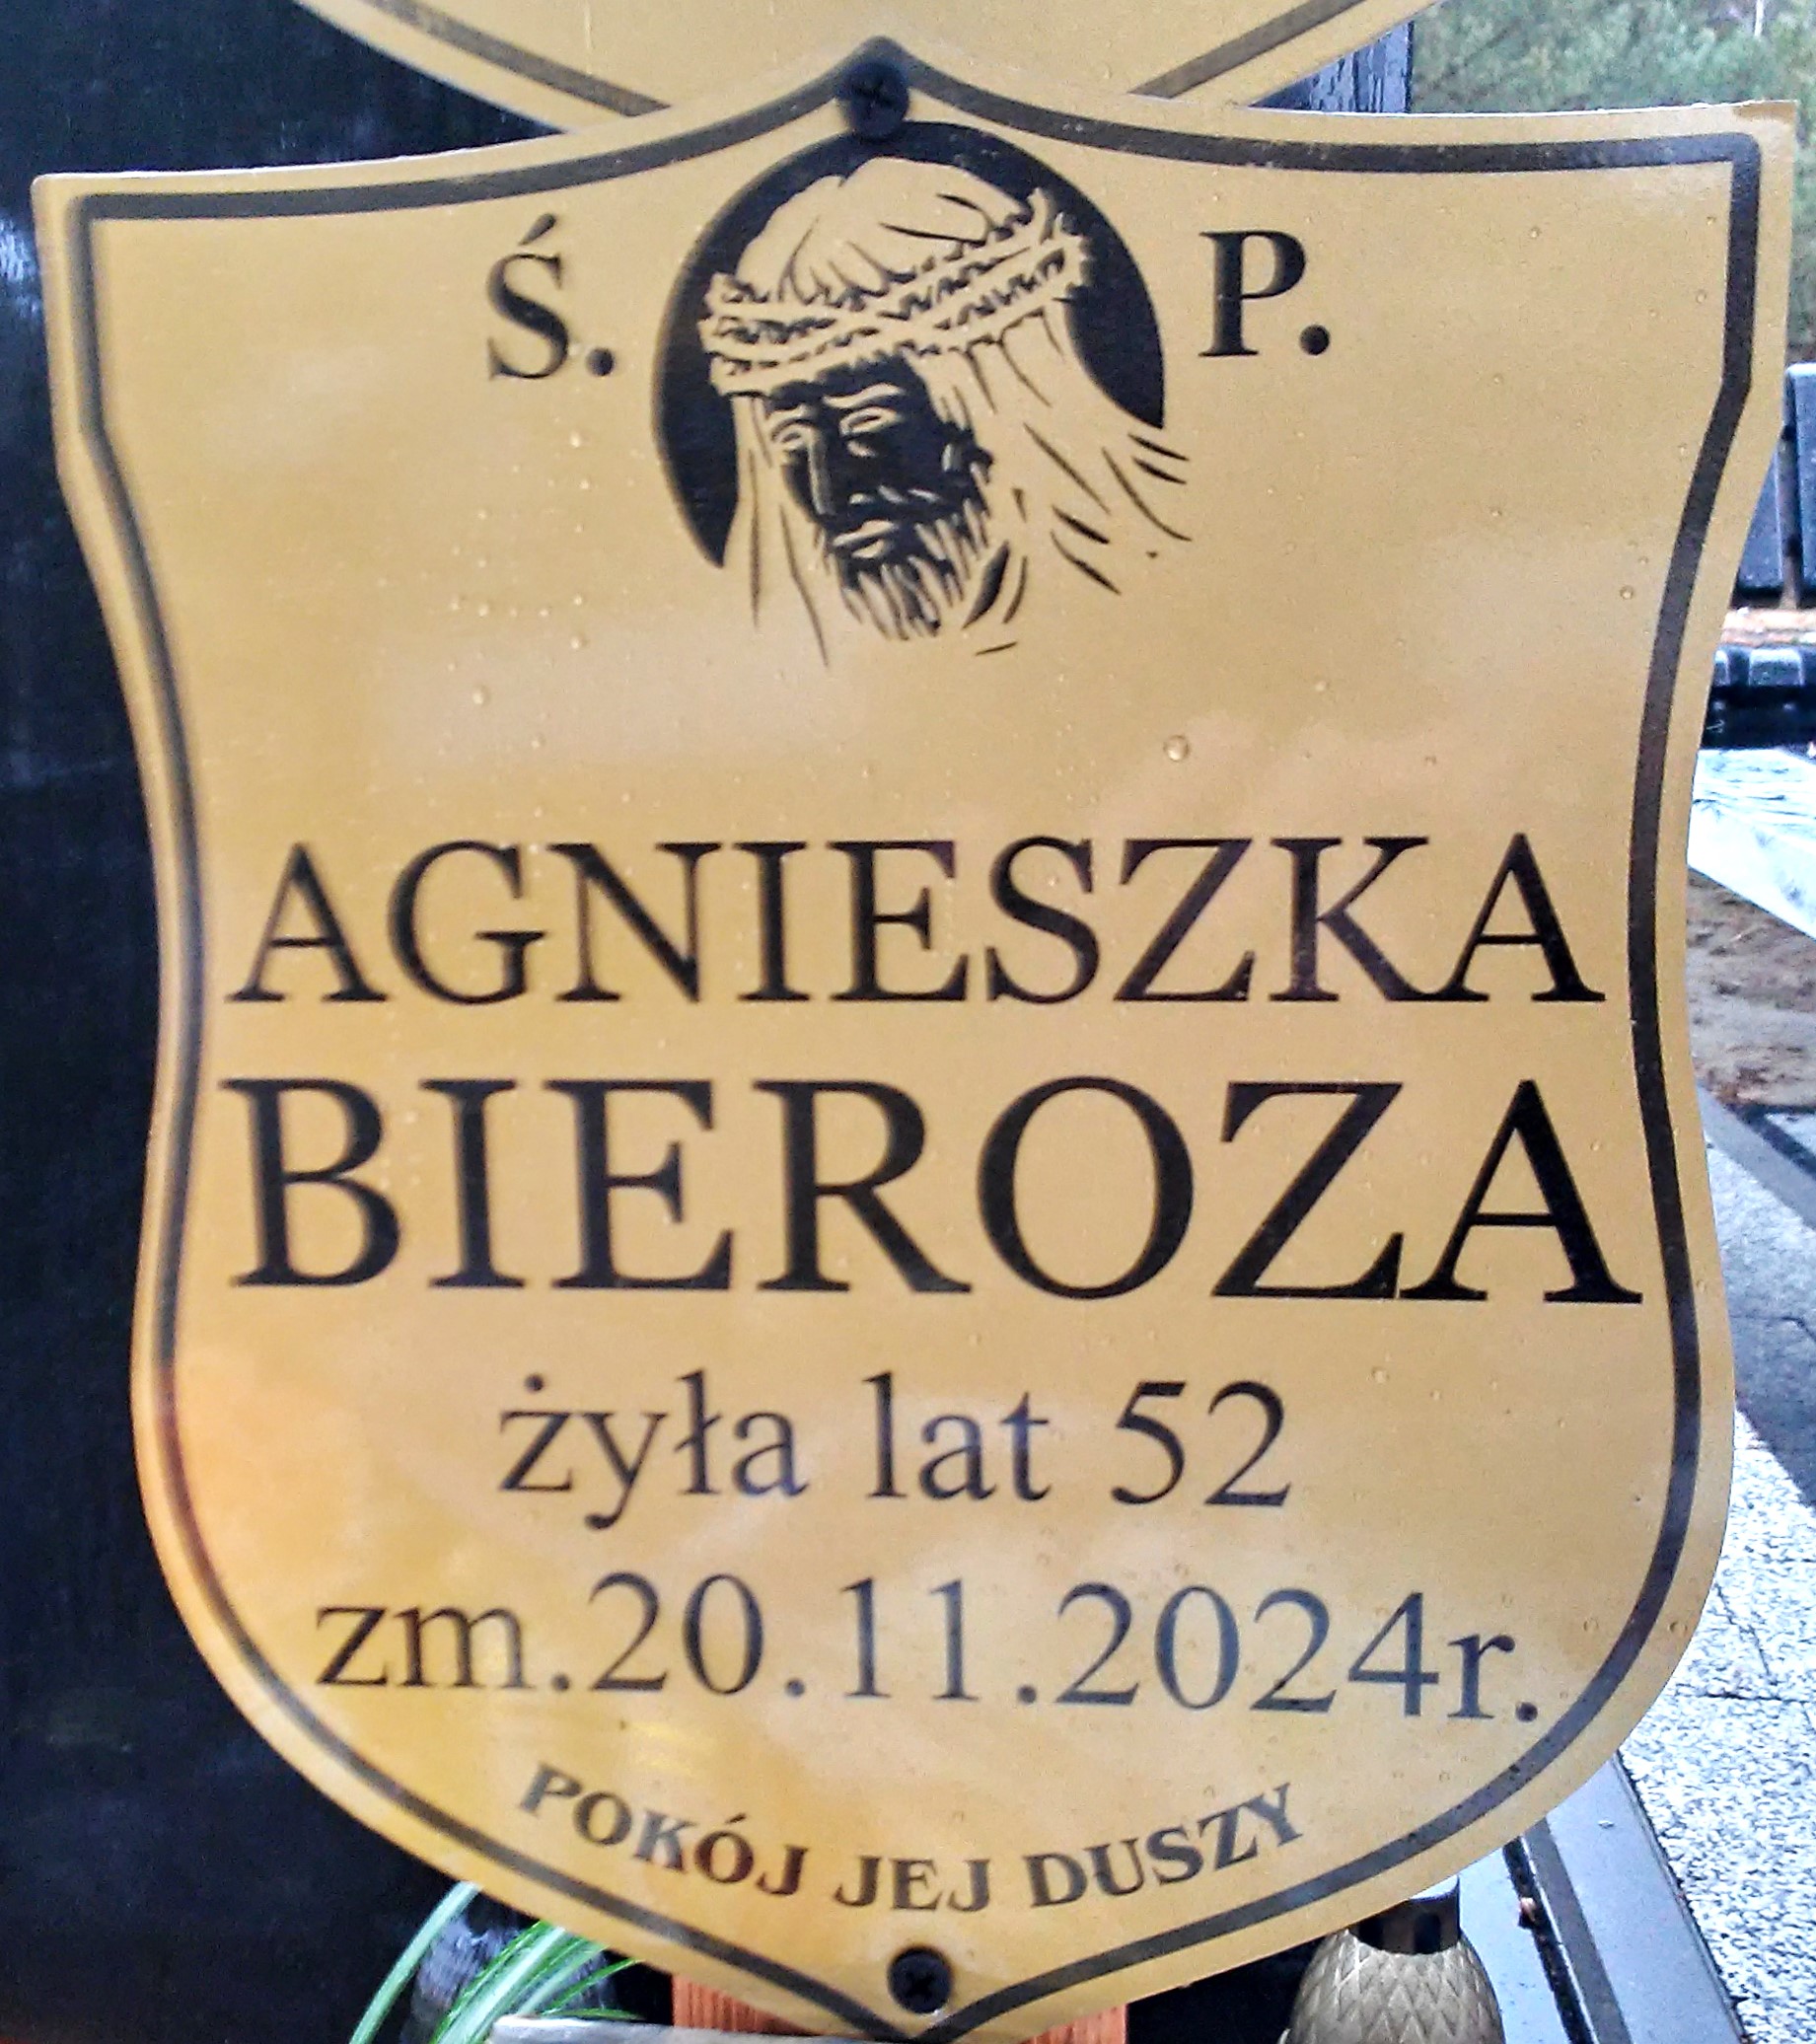 Ś. P.
AGNIESZKA
BIEROZA
żyła lat 52
zm.20.11.2024r.
POKÓJ JEJ DUSZY